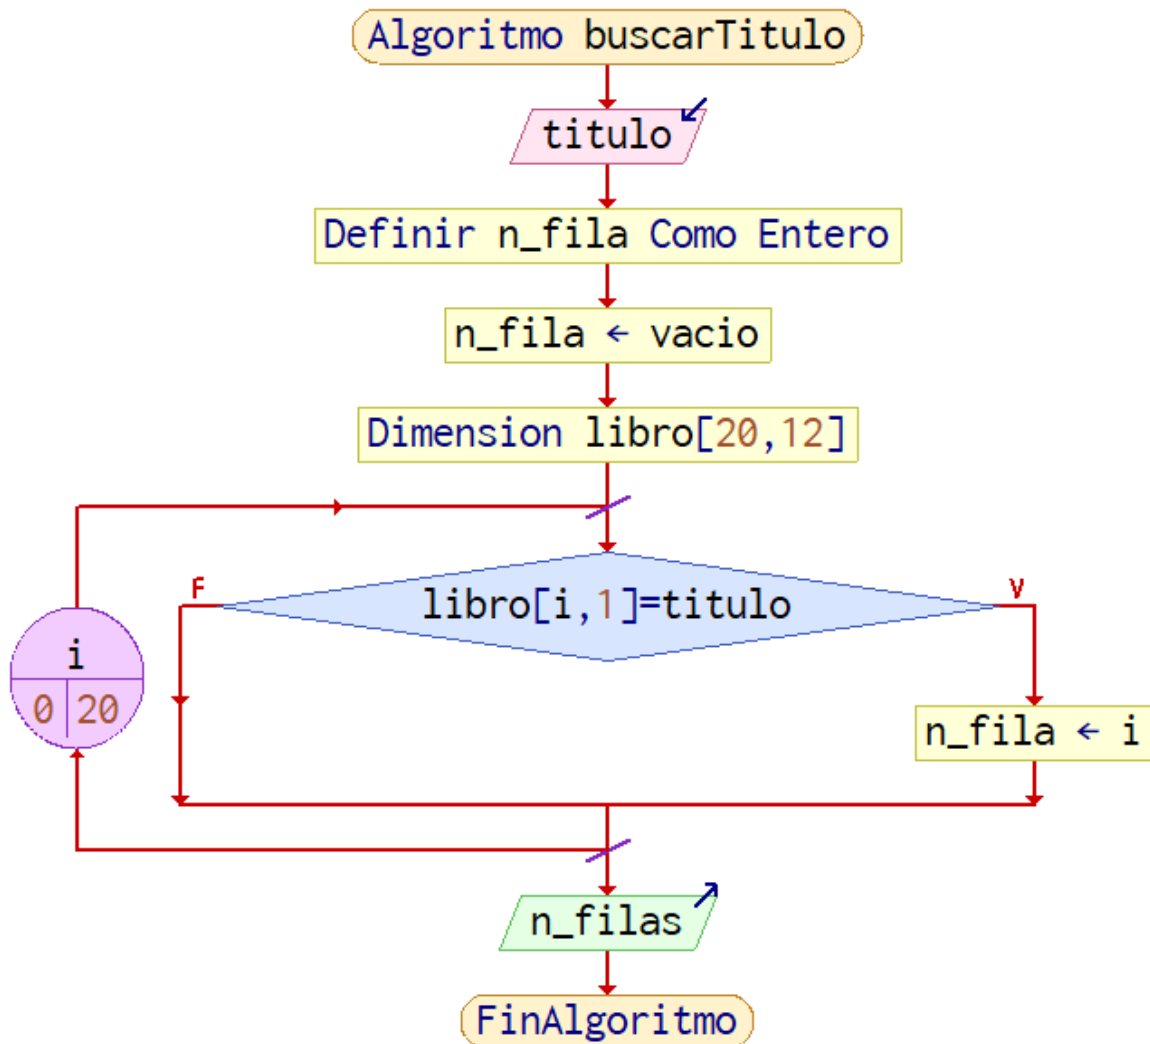 Algoritmo buscarTitulo
titulo
Definir n_fila Como Entero
n_fila ← vacio
Dimension libro[20,12]
F
V
libro[i,1]=titulo
i
0 20
n_fila ← i
n_filas
FinAlgoritmo